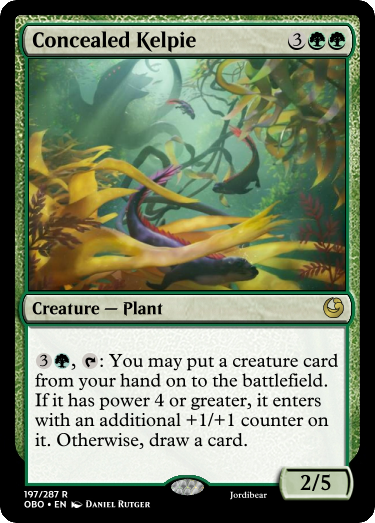 Concealed Kelpie 3
Creature — Plant
3, : You may put a creature card
from your hand on to the battlefield.
If it has power 4 or greater, it enters
with an additional +1/+1 counter on
it. Otherwise, draw a card.
2/5
197/287 R
OBO • EN Daniel Rutger
Jordibear